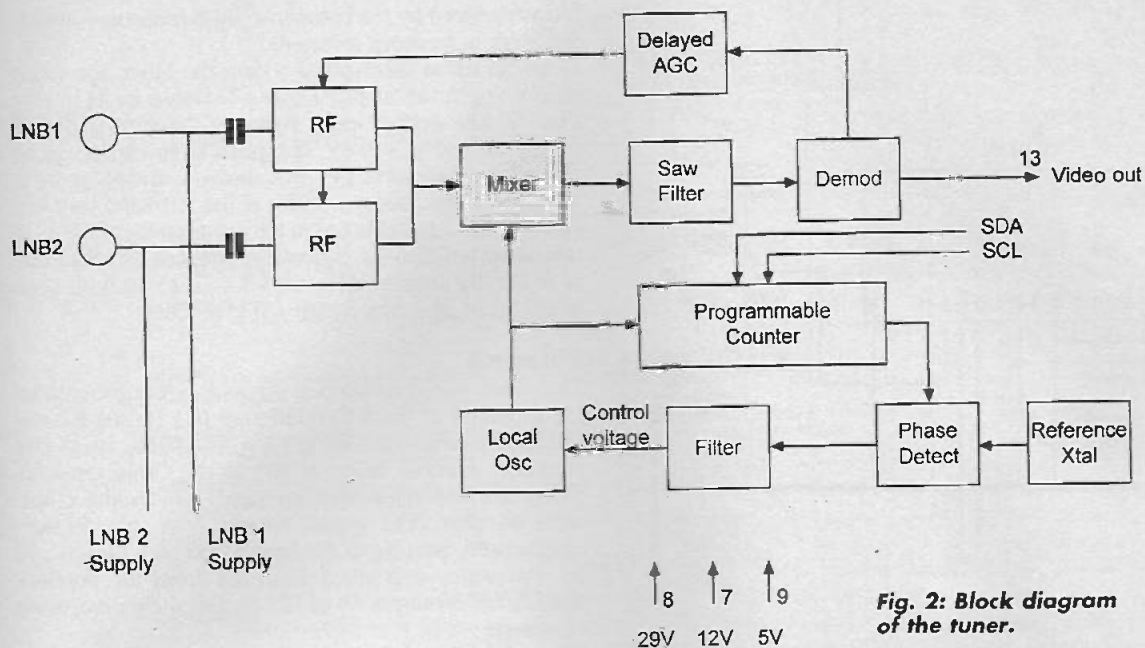 Delayed
AGC
LNB1
RF
Mixer
Saw
Filter
Demod
13
Video out
LNB2
RF
SDA
SCL
Programmable
Counter
Local
Osc
Control
voltage
Filter
Phase
Detect
Reference
Xtal
LNB 2
Supply
LNB 1
Supply
8
7
9
29V
12V
5V
Fig. 2: Block diagram
of the tuner.